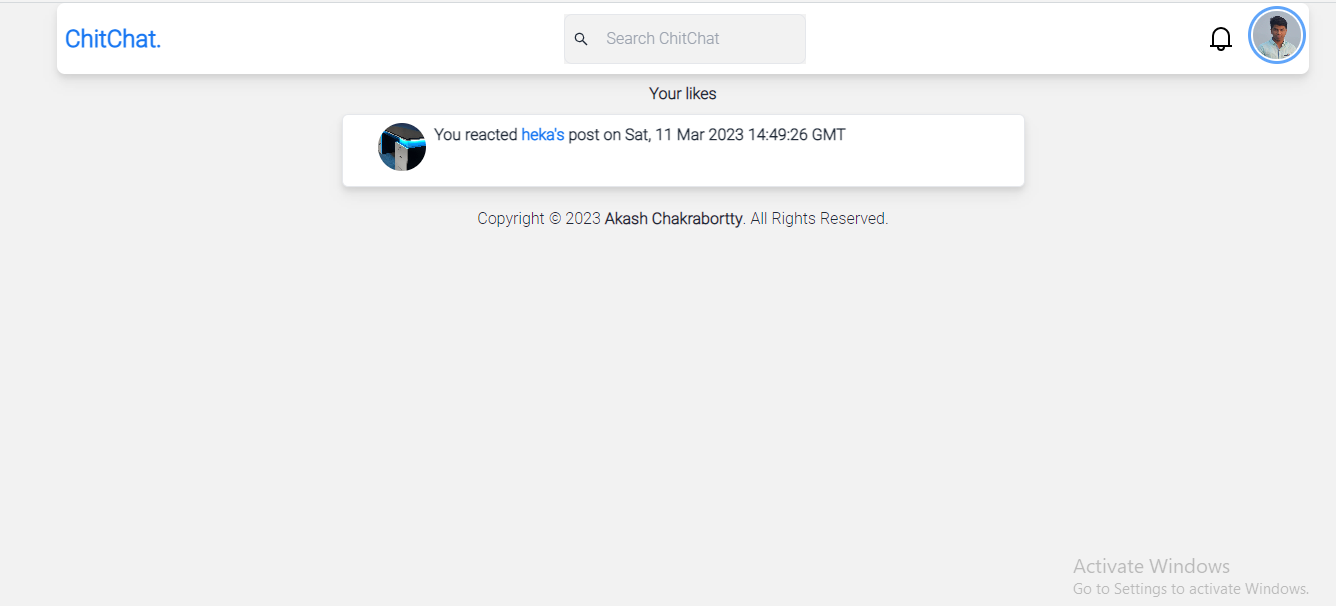 ChitChat.
Search ChitChat
Your likes
You reacted heka's post on Sat, 11 Mar 2023 14:49:26 GMT
Copyright © 2023 Akash Chakrabortty. All Rights Reserved.
Activate Windows
Go to Settings to activate Windows.